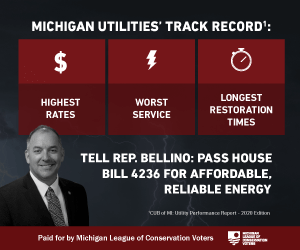 MICHIGAN UTILITIES’ TRACK RECORD¹:
$
HIGHEST
RATES
WORST
SERVICE
LONGEST
RESTORATION
TIMES
TELL REP. BELLINO: PASS HOUSE
BILL 4236 FOR AFFORDABLE,
RELIABLE ENERGY
¹CUB of MI: Utility Performance Report - 2020 Edition
Paid for by Michigan League of Conservation Voters
MICHIGAN
LEAGUE OF
CONSERVATION
VOTERS